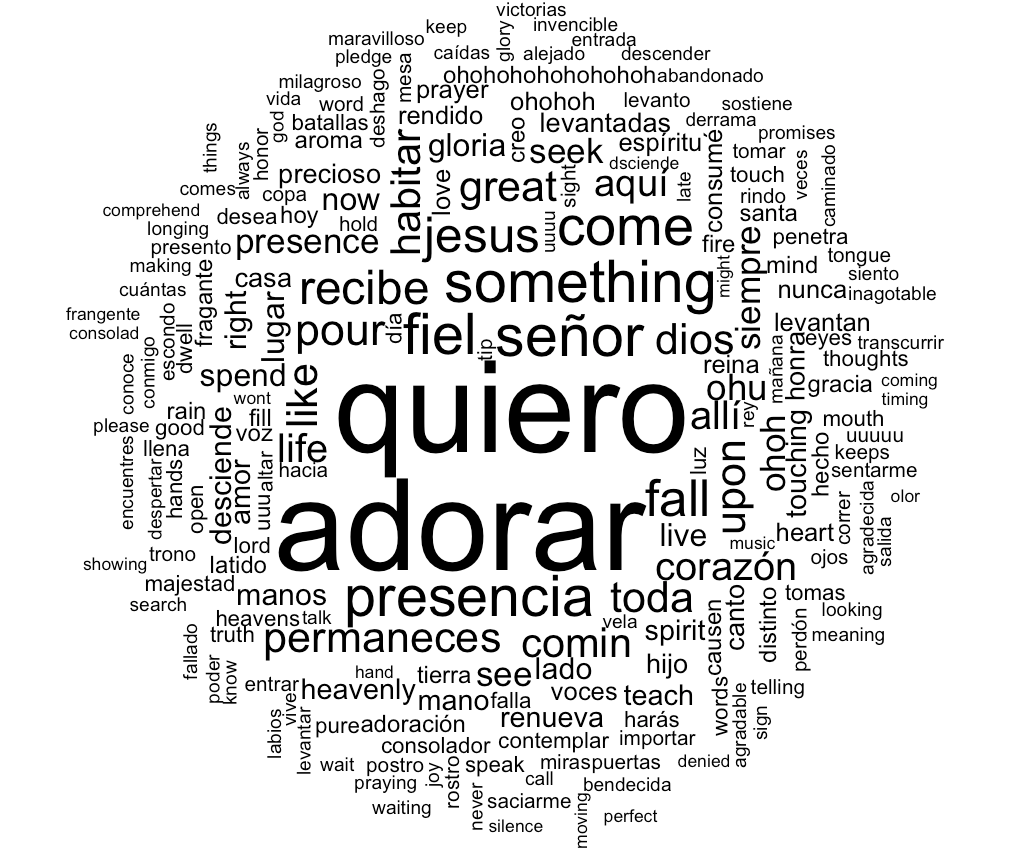 victorias
keep
glory
invencible
maravilloso
entrada
pledge
caídas
alejado
descender
mesa
ohohohohohohoh
abandonado
milagroso
deshago
prayer
vida
word
ohohoh
levanto
sostiene
god
batallas
rendido
levantadas
derrama
things
honor
aroma
habitar
gloria
creo
seek
espíritu
consumé
promises
always
precioso
love
sight
dsciende
tomar
veces
comes
copa
now
great
aquí
late
touch
caminado
comprehend
desea
hoy
hold
jesus
uuuu
come
rindo
santa
longing
presento
presence
fire
siempre
penetra
making
casa
recibe
something
might
mind
tongue
siento
cuántas
fragante
right
lugar
nunca
inagotable
frangente
consolad
escondo
dwell
pour
día
fiel
tip
señor
dios
levantan
reyes
transcurrir
conoce
conmigo
spend
like
quiero
reina
mañana
honra
thoughts
ohu
gracia
coming
timing
rain
wont
fill
allí
rey
please
good
voz
life
mouth
uuuuu
encuentres
llena
desciende
altar
hacia
luz
upon
ohoh
touching
hecho
keeps
sentarme
despertar
hands
open
amor
uuu
adorar
fall
correr
agradecida
salida
olor
showing
trono
lord
latido
live
music
heart
ojos
majestad
manos
presencia
toda
corazón
tomas
search
heavens
talk
vela
causen
canto
distinto
perdón
looking
truth
permaneces
comin
spirit
meaning
fallado
poder
know
entrar
heavenly
hand
tierra
see
lado
hijo
mano
falla
voces
teach
words
agradable
telling
sign
labios
vive
levantar
pure
adoración
renueva
harás
consolador
contemplar
importar
wait
postro
joy
rostro
speak
miras
puertas
denied
praying
call
bendecida
waiting
never
saciarme
moving
silence
perfect